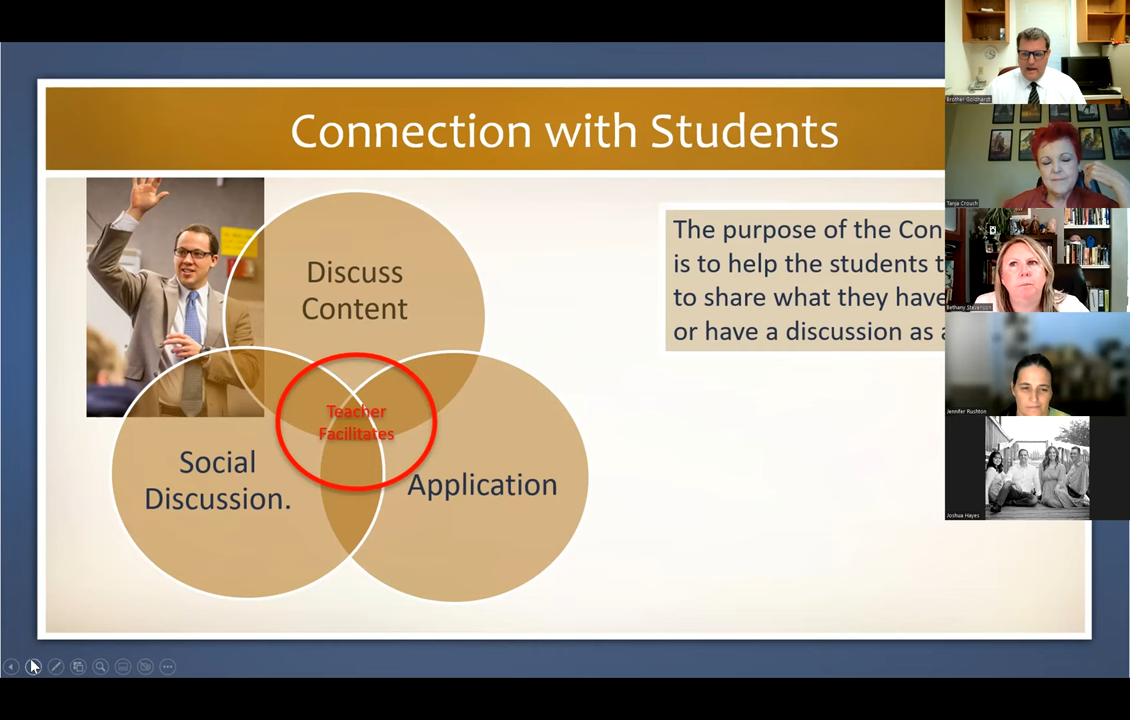 Connection with Students
Discuss
Content
Teacher
Facilitates
Social
Discussion.
Application
The purpose of the Con
is to help the students t
to share what they have
or have a discussion as
Brother Goldhardt
Tanja Crouch
Bethany Stevenson
Jennifer Rushton
Joshua Hayes